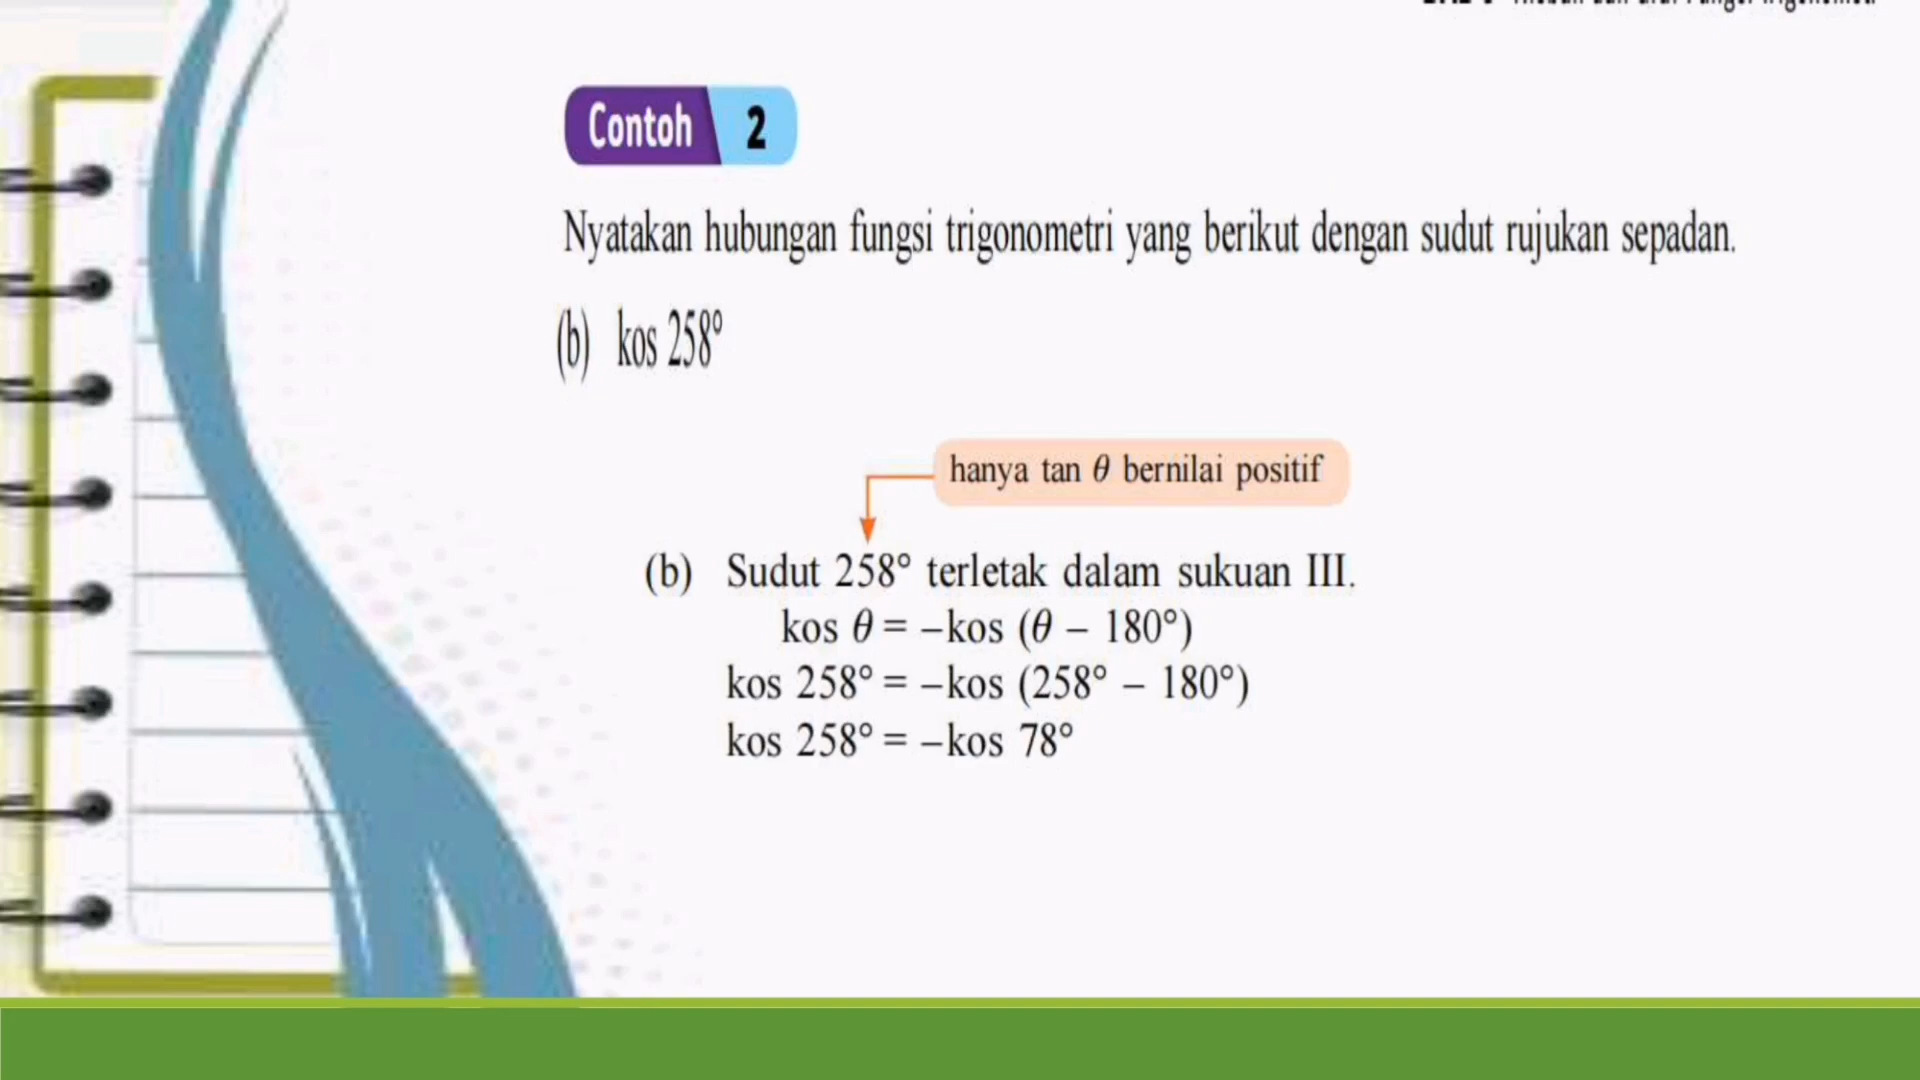 Contoh 2
Nyatakan hubungan fungsi trigonometri yang berikut dengan sudut rujukan sepadan.
(b) kos 258°
hanya tan θ bernilai positif
(b) Sudut 258° terletak dalam sukuan III.
kos θ = –kos (θ – 180°)
kos 258° = –kos (258° – 180°)
kos 258° = –kos 78°